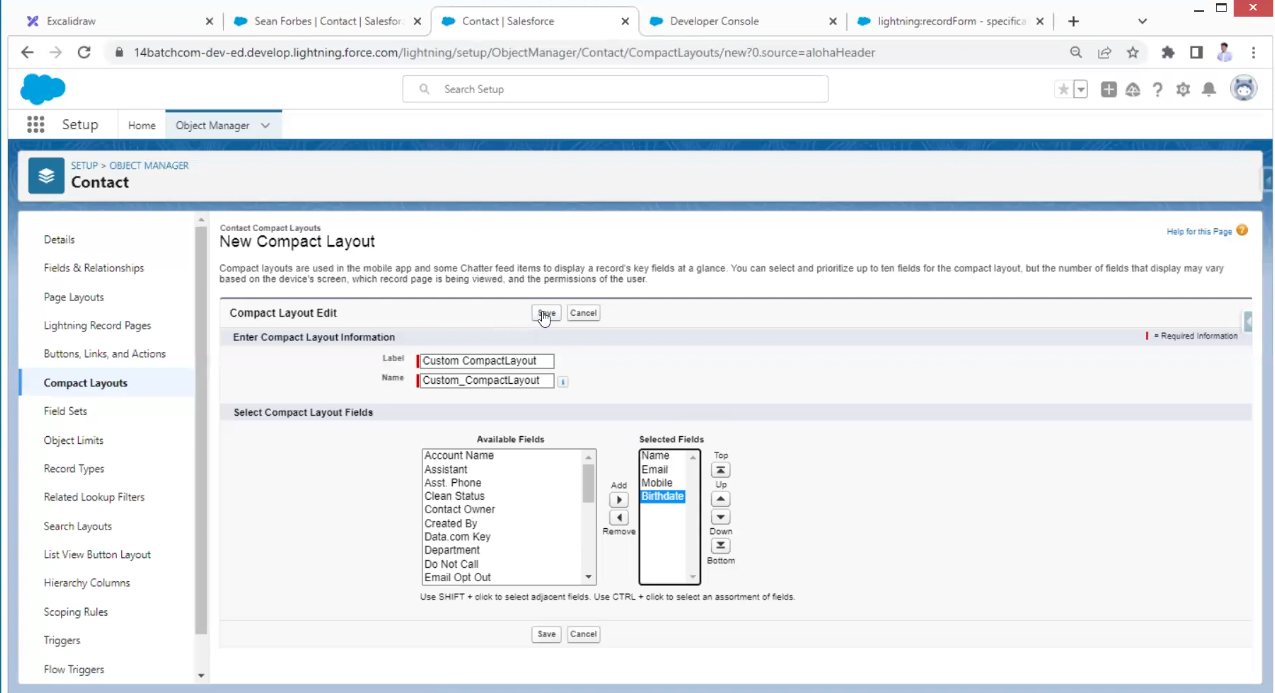 Excalidraw
Sean Forbes | Contact | Salesfor
Contact | Salesforce
Developer Console
lightning:recordForm - specifica
14batchcom-dev-ed.develop.lightning.force.com/lightning/setup/ObjectManager/Contact/CompactLayouts/new?0.source=alohaHeader
Search Setup
Setup
Home
Object Manager
SETUP > OBJECT MANAGER
Contact
Details
Fields & Relationships
Page Layouts
Lightning Record Pages
Buttons, Links, and Actions
Compact Layouts
Field Sets
Object Limits
Record Types
Related Lookup Filters
Search Layouts
List View Button Layout
Hierarchy Columns
Scoping Rules
Triggers
Flow Triggers
Contact Compact Layouts
New Compact Layout
Help for this Page
Compact layouts are used in the mobile app and some Chatter feed items to display a record's key fields at a glance. You can select and prioritize up to ten fields for the compact layout, but the number of fields that display may vary
based on the device's screen, which record page is being viewed, and the permissions of the user.
Compact Layout Edit
Save
Cancel
Enter Compact Layout Information
= Required Information
Label
Custom CompactLayout
Name
Custom_CompactLayout
Select Compact Layout Fields
Available Fields
Account Name
Assistant
Asst. Phone
Clean Status
Contact Owner
Created By
Data.com Key
Department
Do Not Call
Email Opt Out
Add
Remove
Selected Fields
Name
Email
Mobile
Birthdate
Top
Up
Down
Bottom
Use SHIFT + click to select adjacent fields. Use CTRL + click to select an assortment of fields.
Save
Cancel